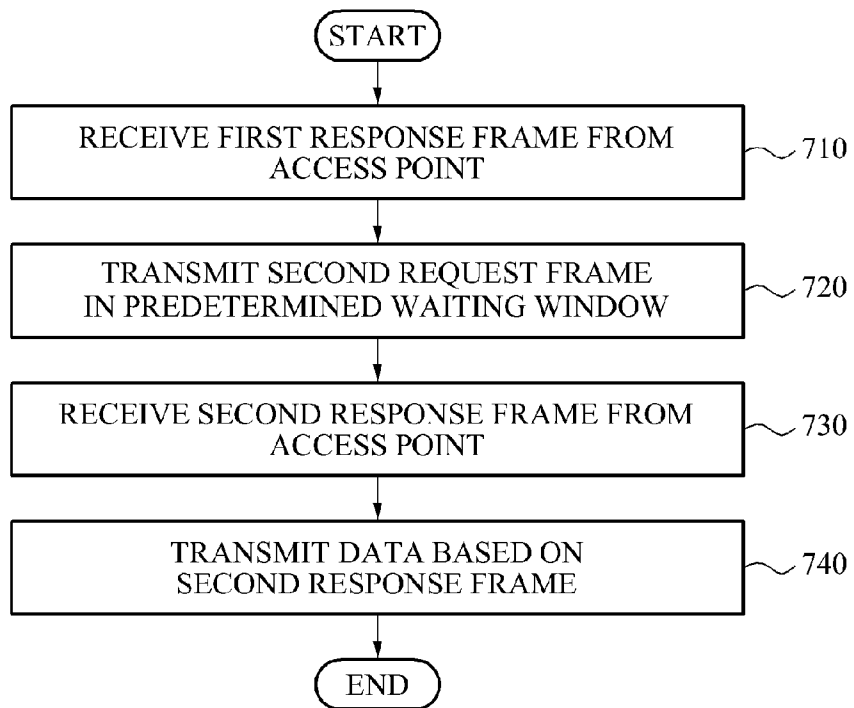 START
RECEIVE FIRST RESPONSE FRAME FROM
ACCESS POINT
710
TRANSMIT SECOND REQUEST FRAME
IN PREDETERMINED WAITING WINDOW
720
RECEIVE SECOND RESPONSE FRAME FROM
ACCESS POINT
730
TRANSMIT DATA BASED ON
SECOND RESPONSE FRAME
740
END